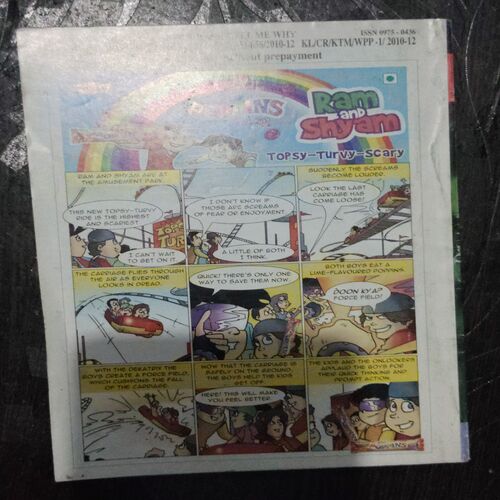 ME WHY
ISSN 0975 - 0436
/2010-12 KL/CR/KTM/WPP -1/ 2010-12
prepayment
Ram
and
Shyam
TOPSY-TURVY-SCARY
RAM AND SHYAM ARE AT
THE AMUSEMENT PARK.
THIS NEW TOPSY-TURVY
RIDE IS THE HIGHEST
AND SCARIEST
I CAN'T WAIT
TO GET ON IT.
I DON'T KNOW IF
THOSE ARE SCREAMS
OF FEAR OR ENJOYMENT.
A LITTLE OF BOTH
I THINK.
SUDDENLY THE SCREAMS
BECOME LOUDER.
LOOK THE LAST
CARRIAGE HAS
COME LOOSE!
THE CARRIAGE FLIES THROUGH
THE AIR AS EVERYONE
LOOKS IN DREAD.
QUICK! THERE'S ONLY ONE
WAY TO SAVE THEM NOW
BOTH BOYS EAT A
LIME-FLAVOURED POPPINS.
DOON KYA?
FORCE FIELD!
WITH THE
BOYS CREATE A FORCE FIELD,
WHICH CUSHIONS THE FALL
OF THE CARRIAGE.
NOW THAT THE CARRIAGE IS
SAFELY ON THE GROUND,
THE BOYS HELP THE KIDS
GET OFF.
HERE! THIS WILL MAKE
YOU FEEL BETTER.
THE KIDS AND THE ONLOOKERS
APPLAUD THE BOYS FOR
THEIR QUICK THINKING AND
PROMPT ACTION